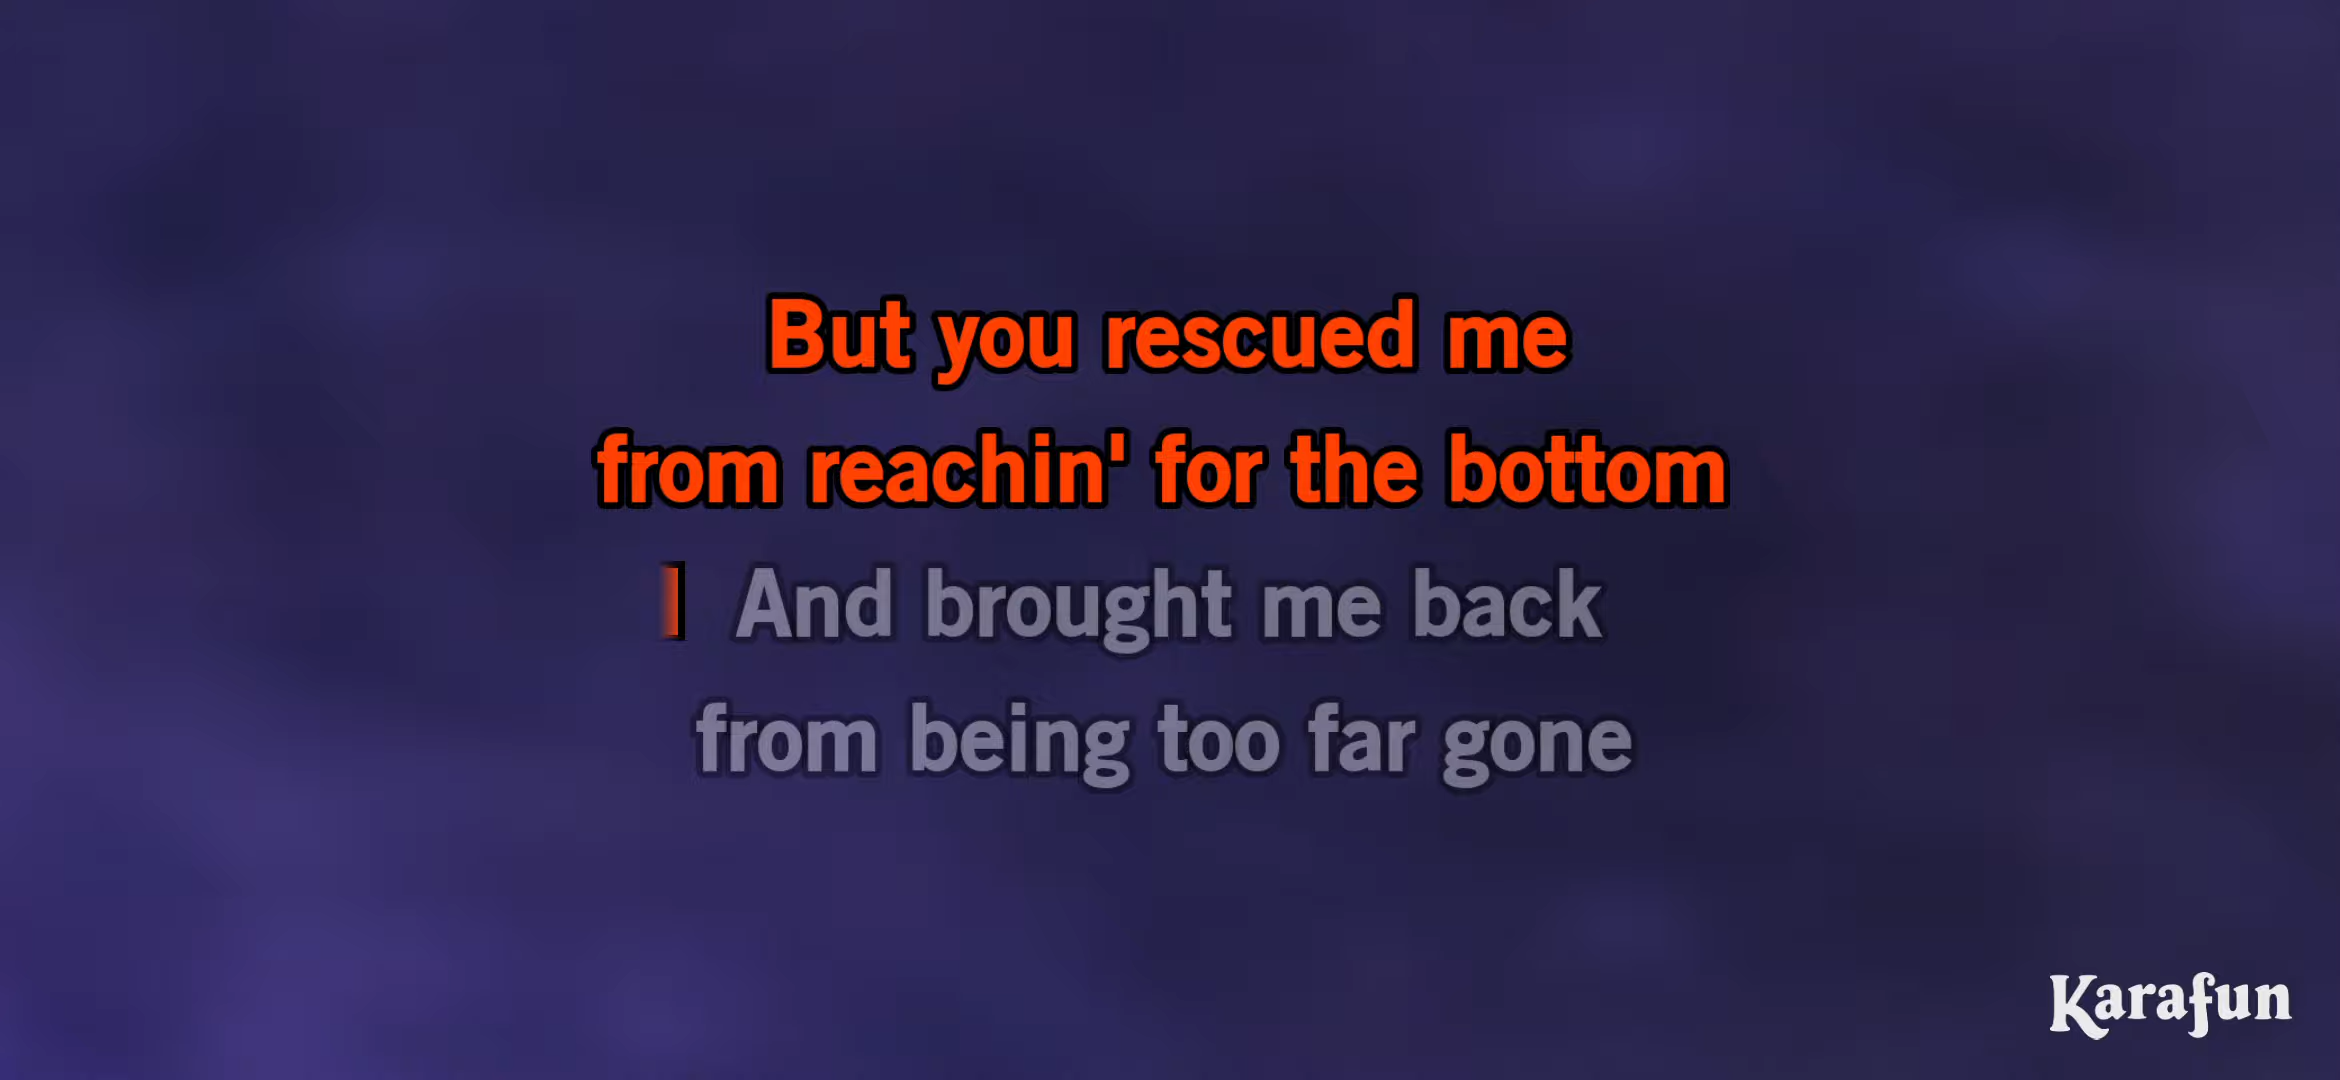 But you rescued me
from reachin' for the bottom
And brought me back
from being too far gone
Karafun